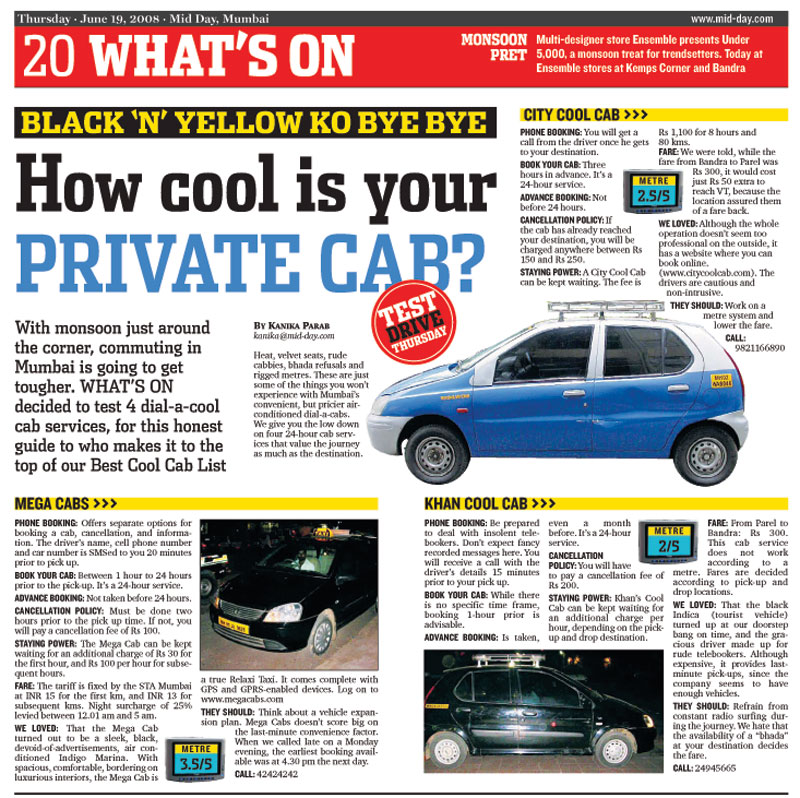 Thursday · June 19, 2008 · Mid Day, Mumbai
www.mid-day.com
20 WHAT'S ON
MONSOON
PRET
Multi-designer store Ensemble presents Under
5,000, a monsoon treat for trendsetters. Today at
Ensemble stores at Kemps Corner and Bandra
BLACK 'N' YELLOW KO BYE BYE
How cool is your
PRIVATE CAB?
TEST
DRIVE
THURSDAY
With monsoon just around
the corner, commuting in
Mumbai is going to get
tougher. WHAT'S ON
decided to test 4 dial-a-cool
cab services, for this honest
guide to who makes it to the
top of our Best Cool Cab List
BY KANIKA PARAB
kanika@mid-day.com
Heat, velvet seats, rude
cabbies, bhada refusals and
rigged metres. These are just
some of the things you won't
experience with Mumbai's
convenient, but pricier air-
conditioned dial-a-cabs.
We give you the low down
on four 24-hour cab serv-
ices that value the journey
as much as the destination.
CITY COOL CAB >>>
PHONE BOOKING: You will get a
call from the driver once he gets
to your destination.
BOOK YOUR CAB: Three
hours in advance. It's a
24-hour service.
ADVANCE BOOKING: Not
before 24 hours.
CANCELLATION POLICY: If
the cab has already reached
your destination, you will be
charged anywhere between Rs
150 and Rs 250.
STAYING POWER: A City Cool Cab
can be kept waiting. The fee is
Rs 1,100 for 8 hours and
80 kms.
FARE: We were told, while the
fare from Bandra to Parel was
Rs 300, it would cost
just Rs 50 extra to
reach VT, because the
location assured them
of a fare back.
METRE
2.5/5
WE LOVED: Although the whole
operation doesn't seem too
professional on the outside, it
has a website where you can
book online.
(www.citycoolcab.com). The
drivers are cautious and
non-intrusive.
THEY SHOULD: Work on a
metre system and
lower the fare.
CALL:
9821166890
MEGA CABS >>>
PHONE BOOKING: Offers separate options for
booking a cab, cancellation, and informa-
tion. The driver's name, cell phone number
and car number is SMSed to you 20 minutes
prior to pick up.
BOOK YOUR CAB: Between 1 hour to 24 hours
prior to the pick-up. It's a 24-hour service.
ADVANCE BOOKING: Not taken before 24 hours.
CANCELLATION POLICY: Must be done two
hours prior to the pick up time. If not, you
will pay a cancellation fee of Rs 100.
STAYING POWER: The Mega Cab can be kept
waiting for an additional charge of Rs 30 for
the first hour, and Rs 100 per hour for subse-
quent hours.
FARE: The tariff is fixed by the STA Mumbai
at INR 15 for the first km, and INR 13 for
subsequent kms. Night surcharge of 25%
levied between 12.01 am and 5 am.
WE LOVED: That the Mega Cab
turned out to be a sleek, black,
devoid-of-advertisements, air con-
ditioned Indigo Marina. With
spacious, comfortable, bordering on
luxurious interiors, the Mega Cab is
METRE
3.5/5
TAXI
a true Relaxi Taxi. It comes complete with
GPS and GPRS-enabled devices. Log on to
www.megacabs.com
THEY SHOULD: Think about a vehicle expan-
sion plan. Mega Cabs doesn't score big on
the last-minute convenience factor.
When we called late on a Monday
evening, the earliest booking avail-
able was at 4.30 pm the next day.
CALL: 42424242
KHAN COOL CAB >>>
PHONE BOOKING: Be prepared
to deal with insolent tele-
bookers. Don't expect fancy
recorded messages here. You
will receive a call with the
driver's details 15 minutes
prior to your pick up.
BOOK YOUR CAB: While there
is no specific time frame,
booking 1-hour prior is
advisable.
ADVANCE BOOKING: Is taken,
even a month
before. It's a 24-hour
service.
CANCELLATION
POLICY: You will have
to pay a cancellation fee of
Rs 200.
STAYING POWER: Khan's Cool
Cab can be kept waiting for
an additional charge per
hour, depending on the pick-
up and drop destination.
METRE
2/5
FARE: From Parel to
Bandra: Rs 300.
This cab service
does not work
according to a
metre. Fares are decided
according to pick-up and
drop locations.
WE LOVED: That the black
Indica (tourist vehicle)
turned up at our doorstep
bang on time, and the gra-
cious driver made up for
rude telebookers. Although
expensive, it provides last-
minute pick-ups, since the
company seems to have
enough vehicles.
THEY SHOULD: Refrain from
constant radio surfing dur-
ing the journey. We hate that
the availability of a "bhada"
at your destination decides
the fare.
CALL: 24945665